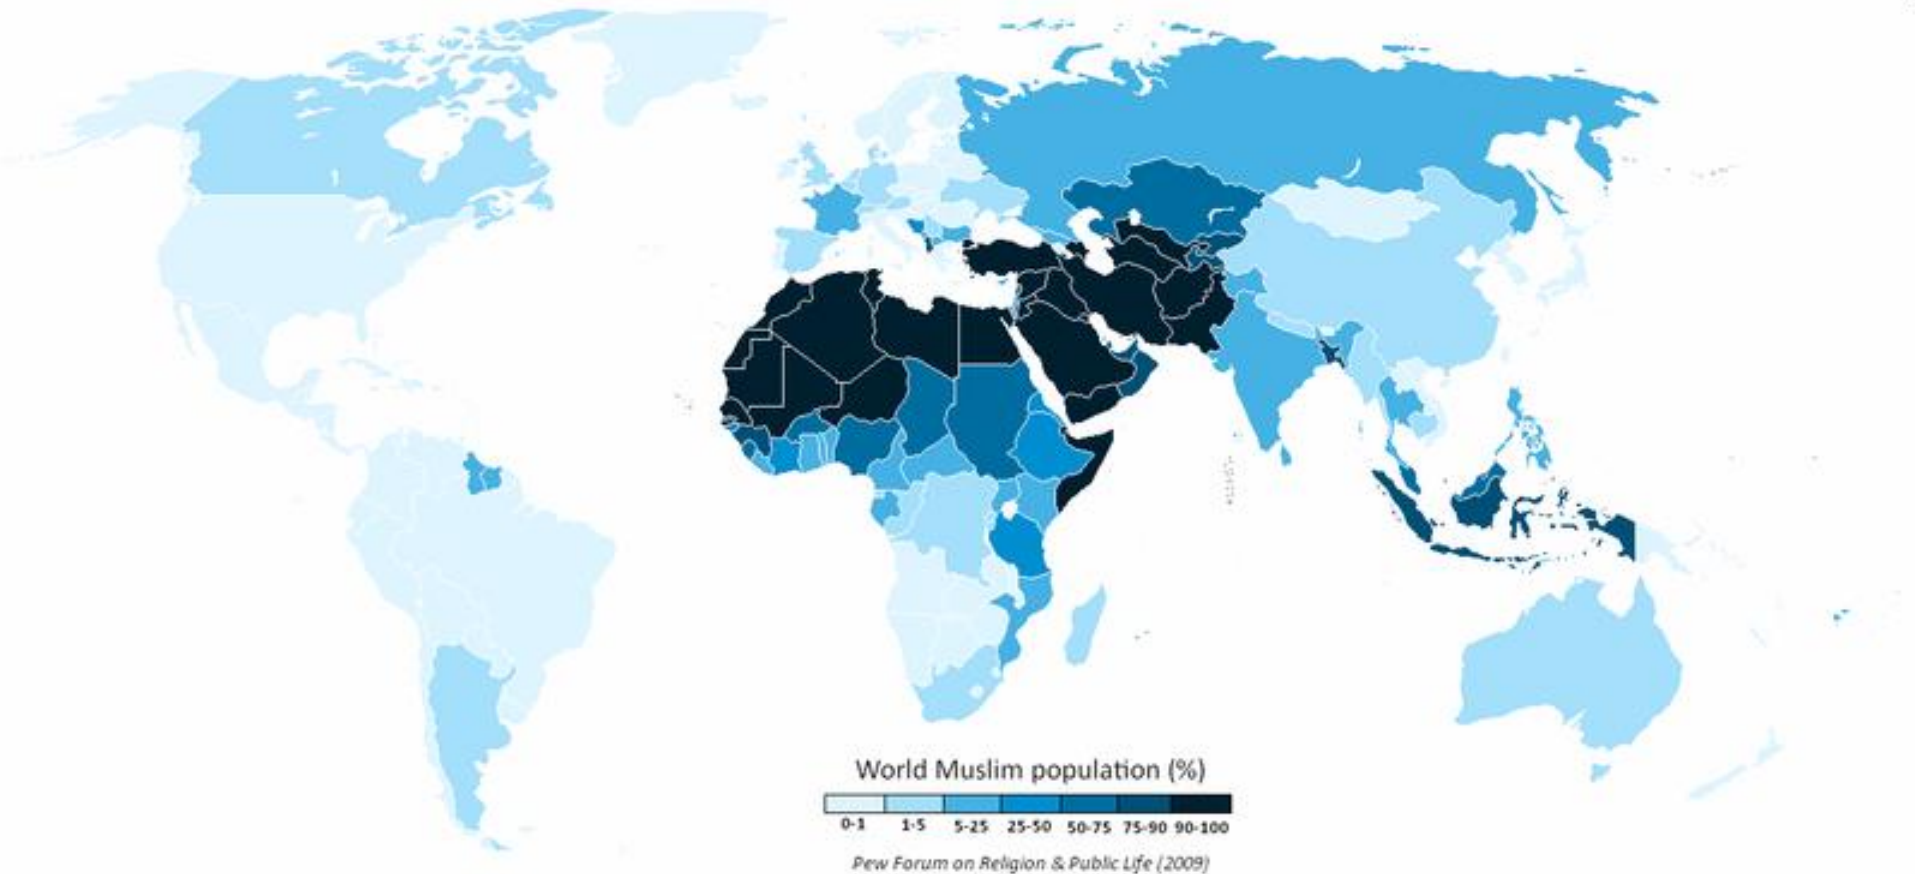 World Muslim population (%)
0-1 1-5 5-25 25-50 50-75 75-90 90-100
Pew Forum on Religion & Public Life (2009)